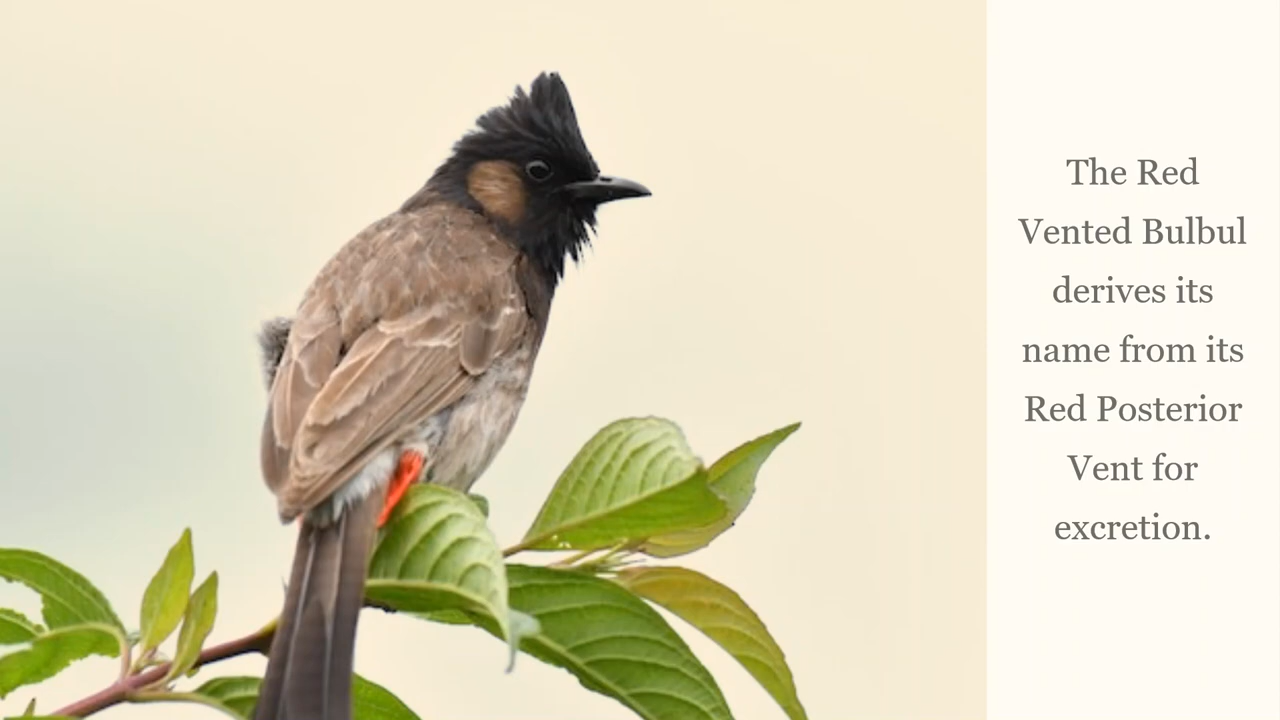 The Red
Vented Bulbul
derives its
name from its
Red Posterior
Vent for
excretion.